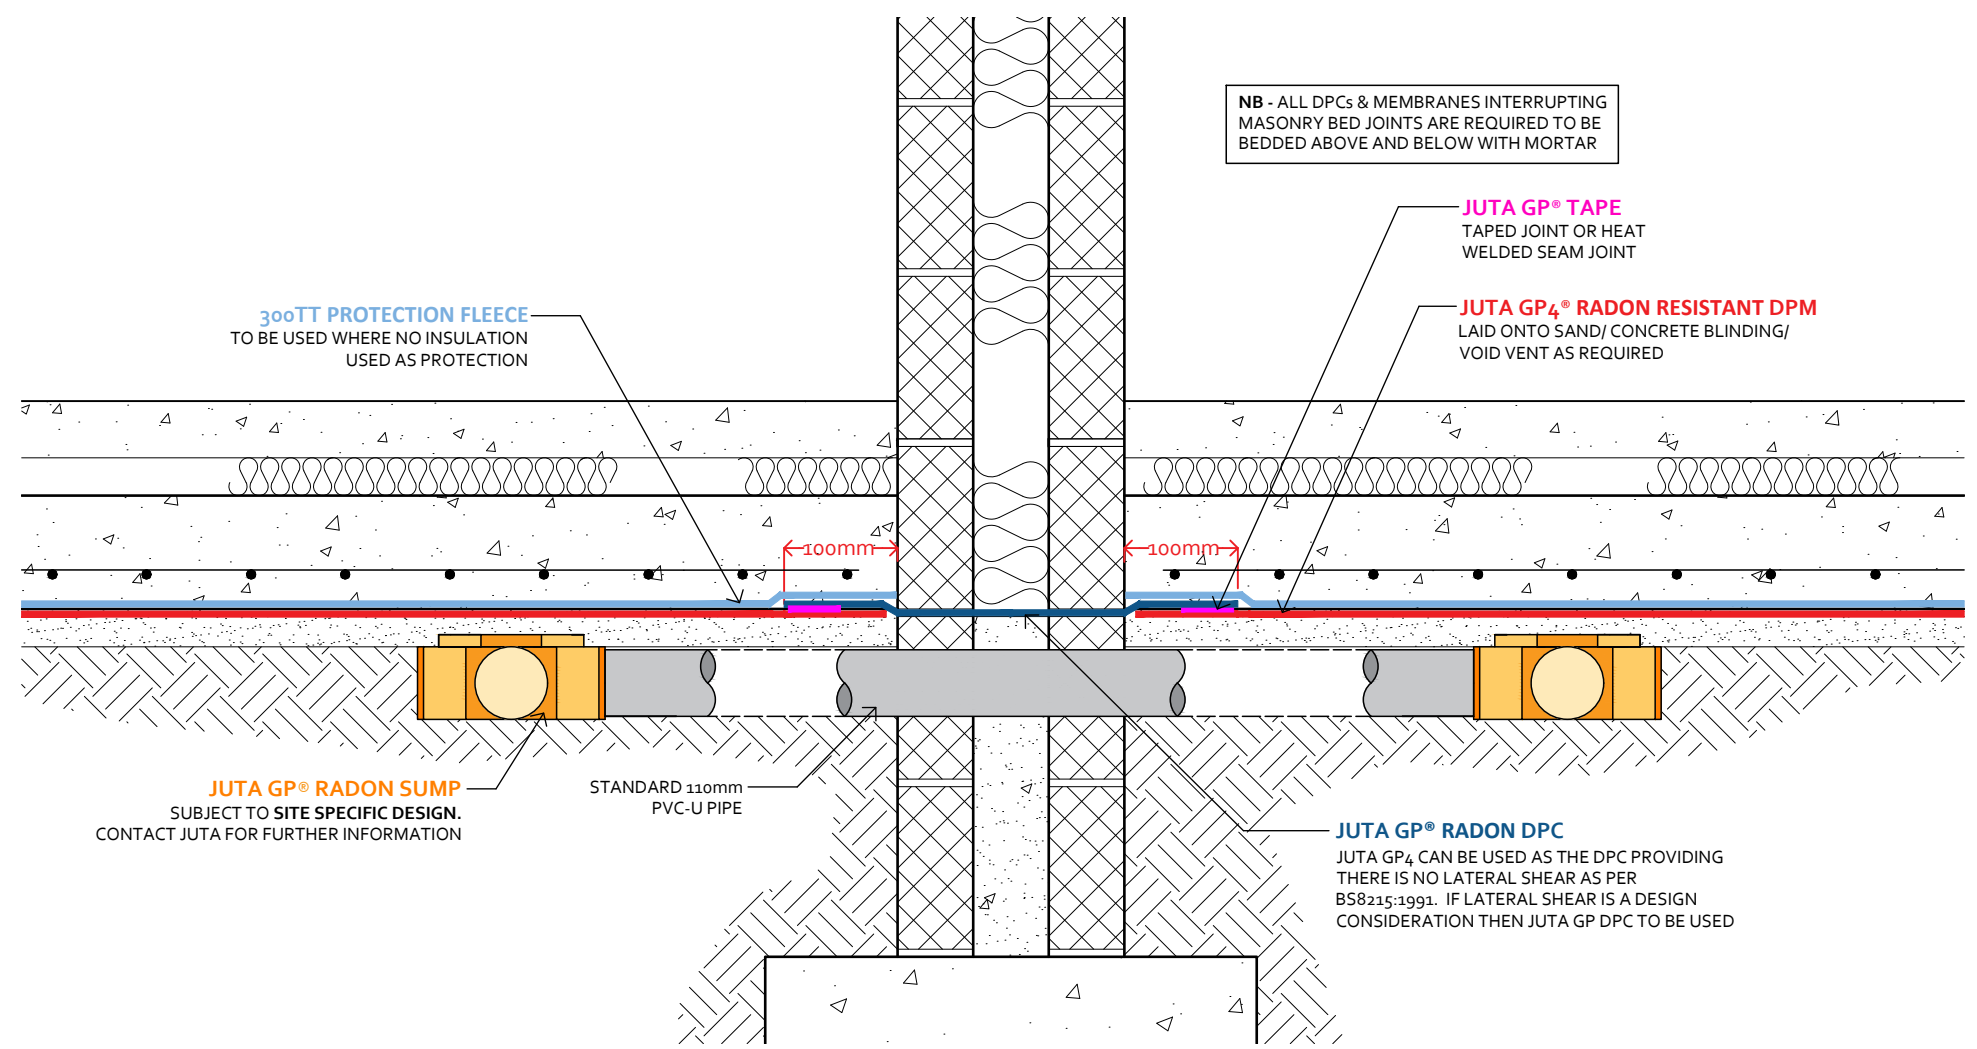 NB - ALL DPCs & MEMBRANES INTERRUPTING
MASONRY BED JOINTS ARE REQUIRED TO BE
BEDDED ABOVE AND BELOW WITH MORTAR
JUTA GP® TAPE
TAPED JOINT OR HEAT
WELDED SEAM JOINT
300TT PROTECTION FLEECE
TO BE USED WHERE NO INSULATION
USED AS PROTECTION
JUTA GP4® RADON RESISTANT DPM
LAID ONTO SAND/ CONCRETE BLINDING/
VOID VENT AS REQUIRED
100mm
100mm
JUTA GP® RADON SUMP
SUBJECT TO SITE SPECIFIC DESIGN.
CONTACT JUTA FOR FURTHER INFORMATION
STANDARD 110mm
PVC-U PIPE
JUTA GP® RADON DPC
JUTA GP4 CAN BE USED AS THE DPC PROVIDING
THERE IS NO LATERAL SHEAR AS PER
BS8215:1991. IF LATERAL SHEAR IS A DESIGN
CONSIDERATION THEN JUTA GP DPC TO BE USED